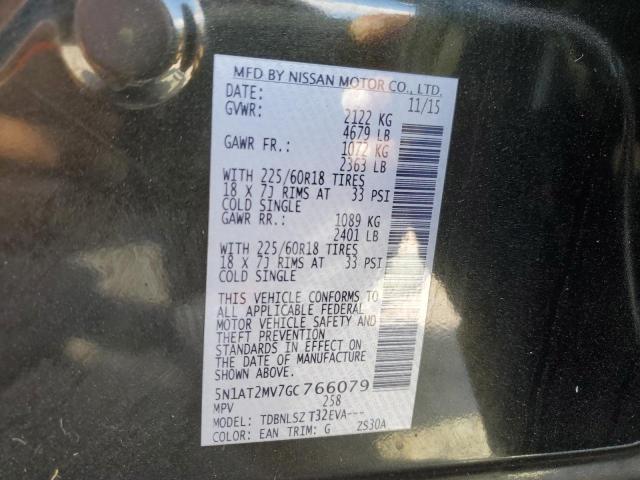 MFD BY NISSAN MOTOR CO., LTD.
DATE: 11/15
GVWR: 2122 KG
4679 LB
GAWR FR.: 1072 KG
2363 LB
WITH 225/60R18 TIRES
18 X 7J RIMS AT 33 PSI
COLD SINGLE
GAWR RR.: 1089 KG
2401 LB
WITH 225/60R18 TIRES
18 X 7J RIMS AT 33 PSI
COLD SINGLE
THIS VEHICLE CONFORMS TO
ALL APPLICABLE FEDERAL
MOTOR VEHICLE SAFETY AND
THEFT PREVENTION
STANDARDS IN EFFECT ON
THE DATE OF MANUFACTURE
SHOWN ABOVE.
5N1AT2MV7GC766079
MPV 258
MODEL: TDBNLSZ T32EVA---
COLOR: EAN TRIM: G ZS30A